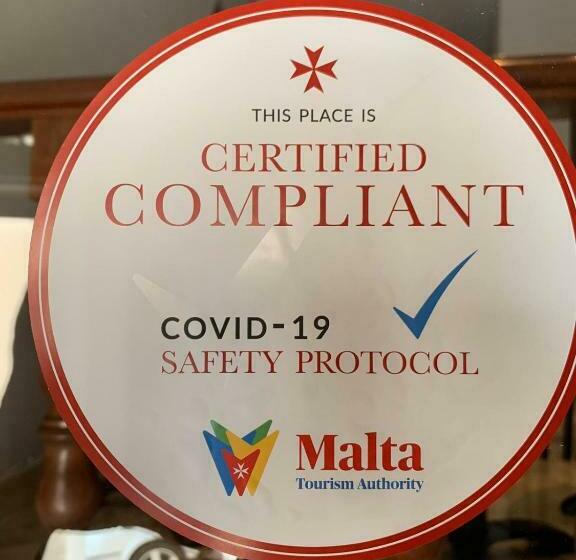 THIS PLACE IS
CERTIFIED
COMPLIANT
COVID-19
SAFETY PROTOCOL
Malta
Tourism Authority